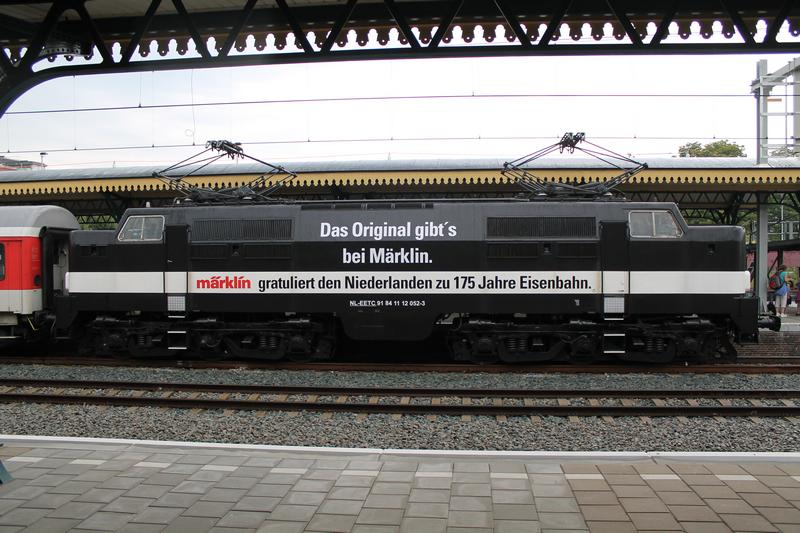 Das Original gibt´s
bei Märklin.
märklin gratuliert den Niederlanden zu 175 Jahre Eisenbahn.
NL-EETC 91 84 11 12 052-3